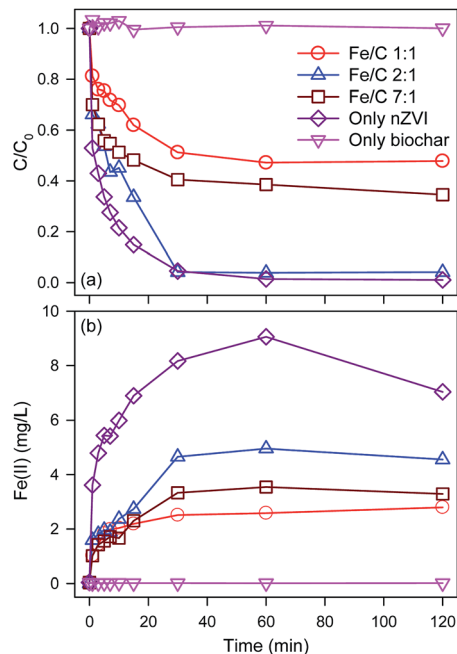 (a)
C/C₀
1.0
0.8
0.6
0.4
0.2
0.0
Fe/C 1:1
Fe/C 2:1
Fe/C 7:1
Only nZVI
Only biochar
(b)
Fe(II) (mg/L)
10
8
6
4
2
0
0 20 40 60 80 100 120
Time (min)